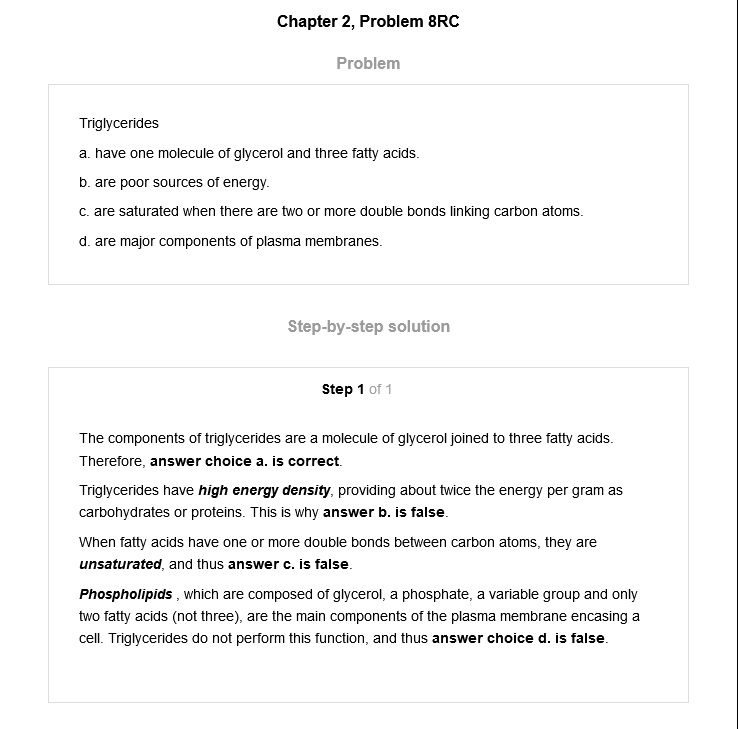 Chapter 2, Problem 8RC
Problem
Triglycerides
a. have one molecule of glycerol and three fatty acids.
b. are poor sources of energy.
c. are saturated when there are two or more double bonds linking carbon atoms.
d. are major components of plasma membranes.
Step-by-step solution
Step 1 of 1
The components of triglycerides are a molecule of glycerol joined to three fatty acids.
Therefore, answer choice a. is correct.
Triglycerides have high energy density, providing about twice the energy per gram as
carbohydrates or proteins. This is why answer b. is false.
When fatty acids have one or more double bonds between carbon atoms, they are
unsaturated, and thus answer c. is false.
Phospholipids , which are composed of glycerol, a phosphate, a variable group and only
two fatty acids (not three), are the main components of the plasma membrane encasing a
cell. Triglycerides do not perform this function, and thus answer choice d. is false.